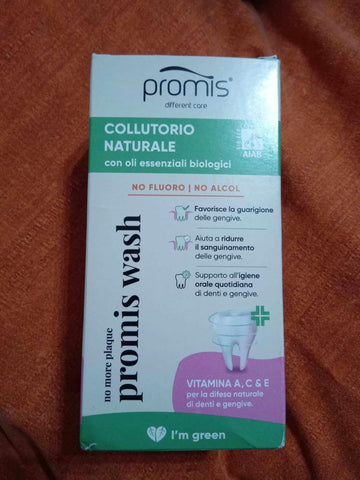 promis®
different care
COLLUTORIO
NATURALE
con oli essenziali biologici
AIAB
NO FLUORO | NO ALCOL
Favorisce la guarigione
delle gengive.
Aiuta a ridurre
il sanguinamento
delle gengive.
Supporto all'igiene
orale quotidiana
di denti e gengive.
no more plaque
promis wash
VITAMINA A, C & E
per la difesa naturale
di denti e gengive.
I'm green